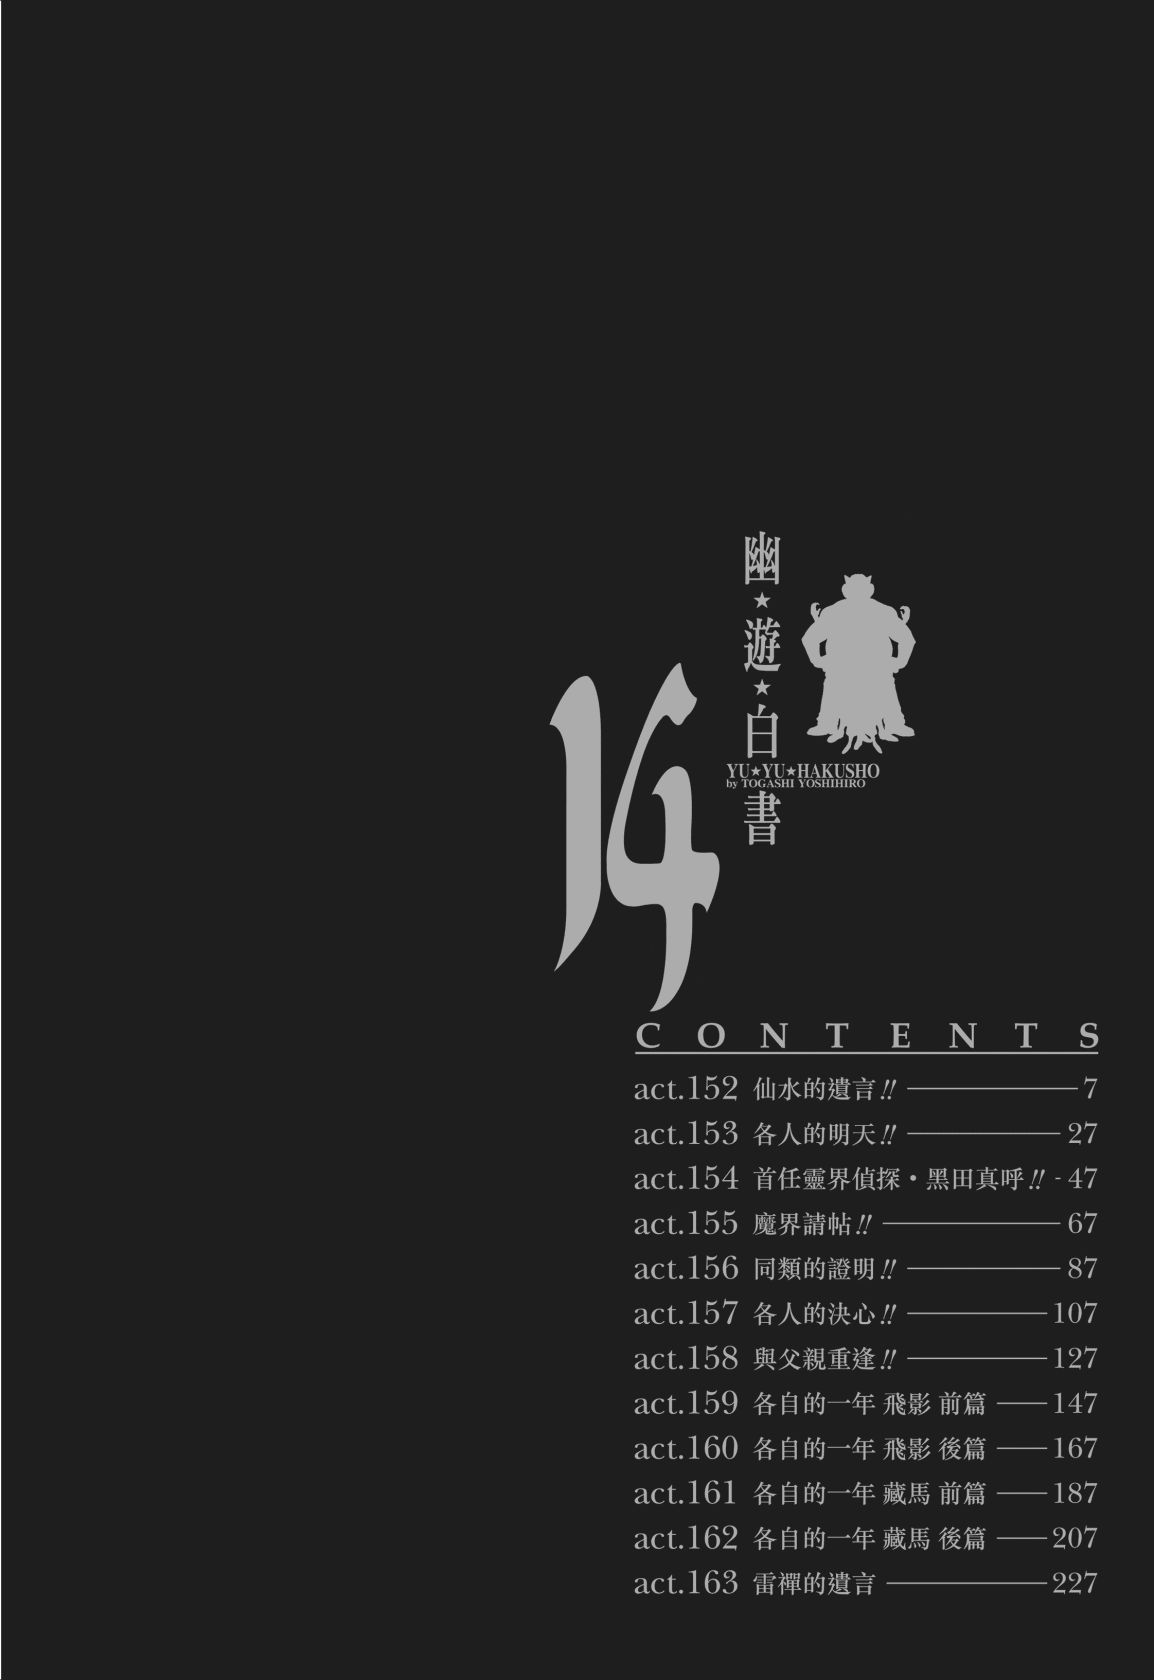 幽★遊★白書
YU★YU★HAKUSHO
by TOGASHI YOSHIHIRO
14
CONTENTS
act.152 仙水的遺言!! 7
act.153 各人的明天!! 27
act.154 首任靈界偵探・黑田真呼!! - 47
act.155 魔界請帖!! 67
act.156 同類的證明!! 87
act.157 各人的決心!! 107
act.158 與父親重逢!! 127
act.159 各自的一年 飛影 前篇 147
act.160 各自的一年 飛影 後篇 167
act.161 各自的一年 藏馬 前篇 187
act.162 各自的一年 藏馬 後篇 207
act.163 雷禪的遺言 227